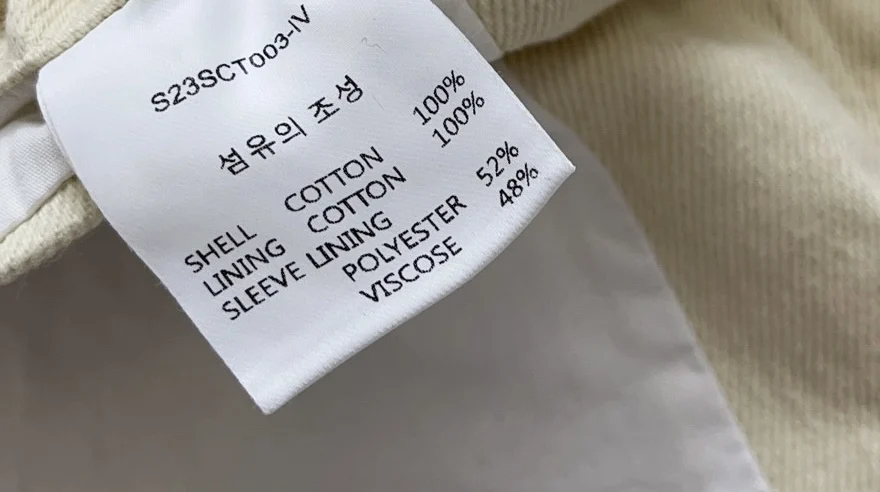 S23SCT003-IV
섬유의 조성
SHELL COTTON 100%
LINING COTTON 100%
SLEEVE LINING
POLYESTER 52%
VISCOSE 48%